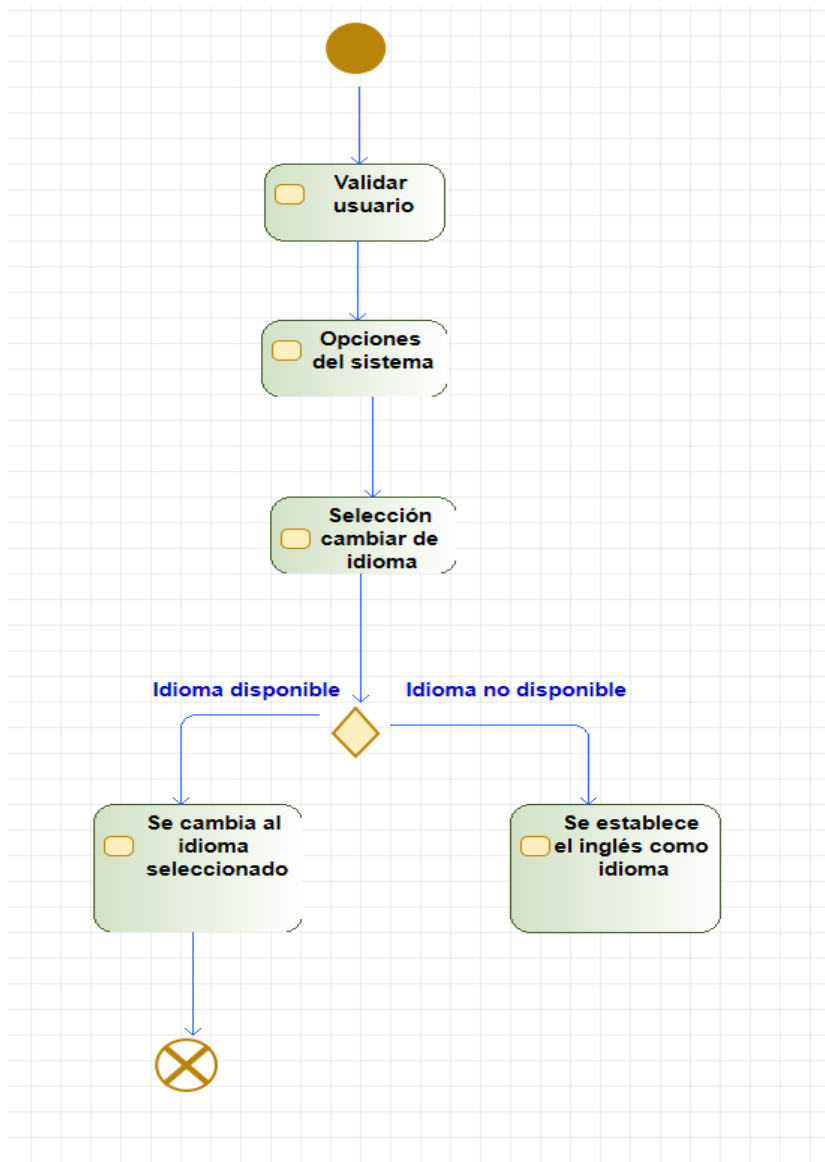 Validar
usuario
Opciones
del sistema
Selección
cambiar de
idioma
Idioma disponible
Idioma no disponible
Se cambia al
idioma
seleccionado
Se establece
el inglés como
idioma